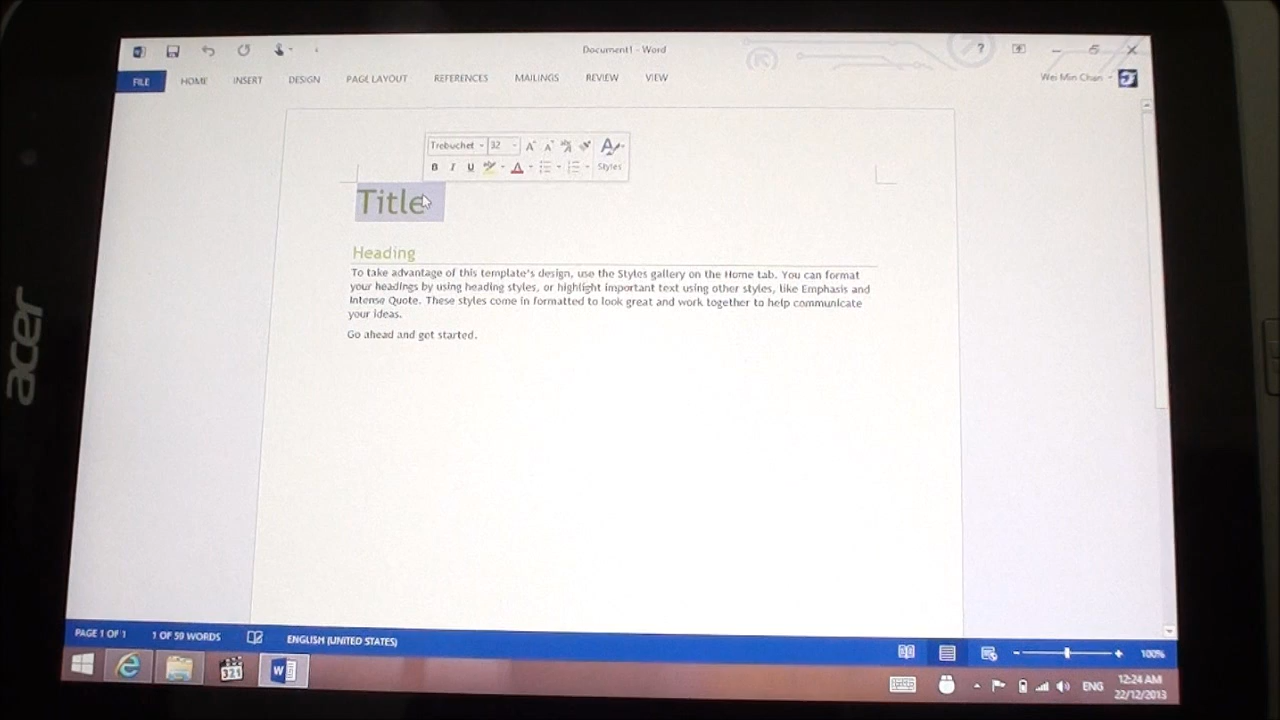 Document1 - Word
FILE HOME INSERT DESIGN PAGE LAYOUT REFERENCES MAILINGS REVIEW VIEW
Wei Min Chan
Trebuchet 32
B I U Styles
Title
Heading
To take advantage of this template's design, use the Styles gallery on the Home tab. You can format
your headings by using heading styles, or highlight important text using other styles, like Emphasis and
Intense Quote. These styles come in formatted to look great and work together to help communicate
your ideas.
Go ahead and get started.
acer
PAGE 1 OF 1 1 OF 59 WORDS ENGLISH (UNITED STATES) 100%
321
ENG
12:24 AM
22/12/2013